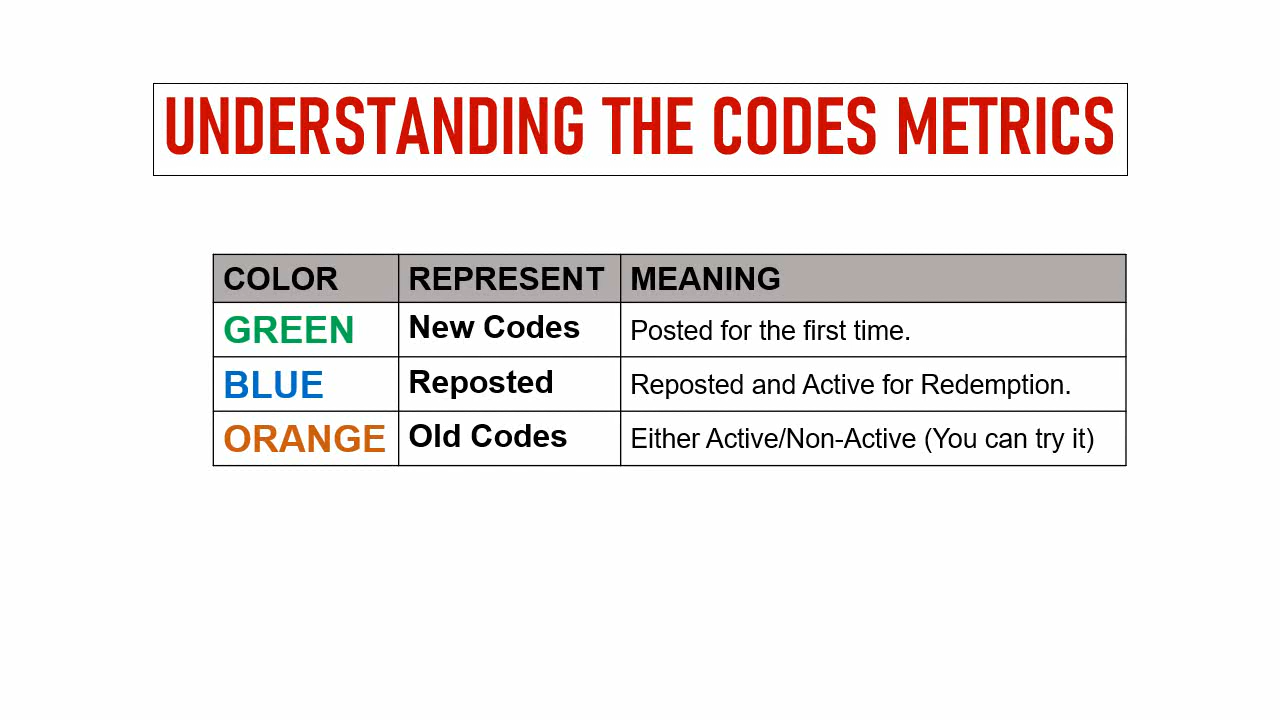 UNDERSTANDING THE CODES METRICS
COLOR REPRESENT MEANING
GREEN New Codes Posted for the first time.
BLUE Reposted Reposted and Active for Redemption.
ORANGE Old Codes Either Active/Non-Active (You can try it)